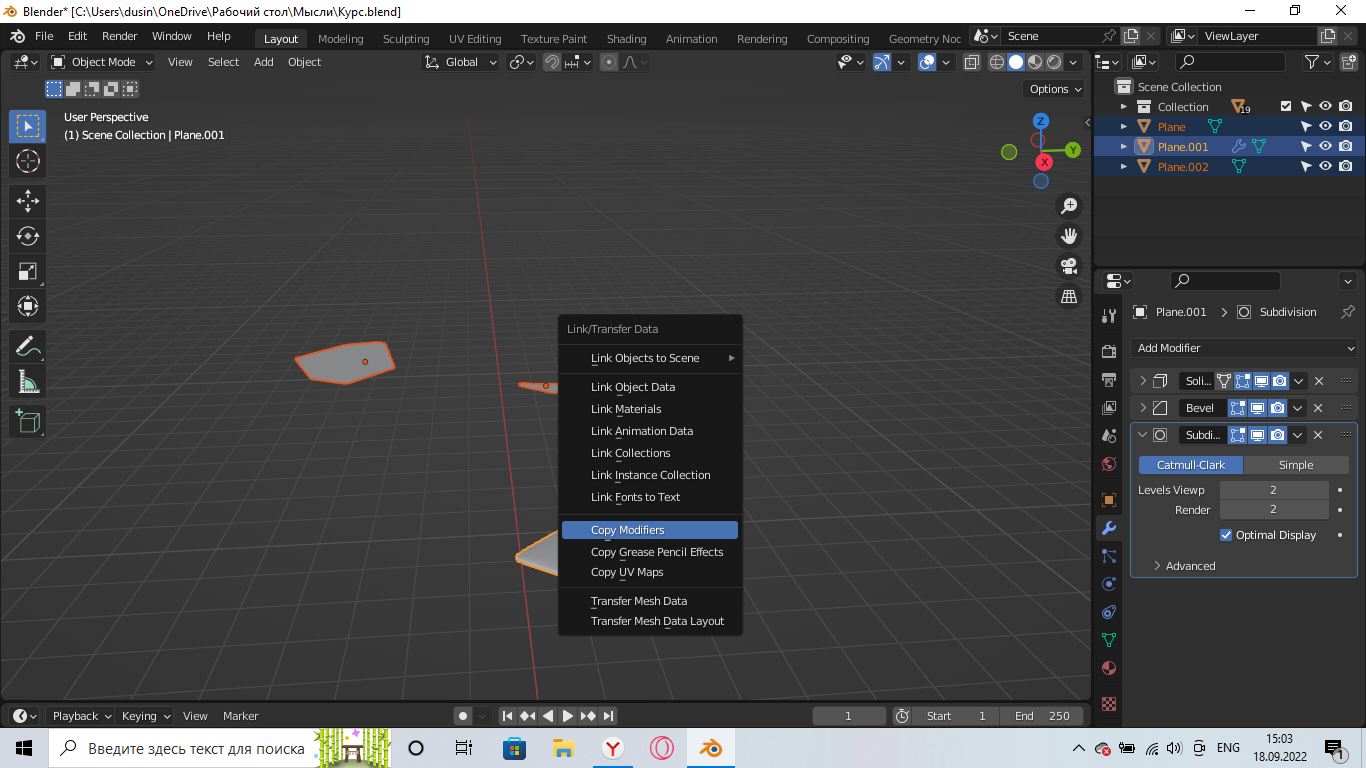 Blender* [C:\Users\dusin\OneDrive\Рабочий стол\Мысли\Курс.blend]
File Edit Render Window Help Layout Modeling Sculpting UV Editing Texture Paint Shading Animation Rendering Compositing Geometry Noc Scene ViewLayer
Object Mode View Select Add Object Global
Options
User Perspective
(1) Scene Collection | Plane.001
Z
Y
X
Scene Collection
Collection 19
Plane
Plane.001
Plane.002
Plane.001 > Subdivision
Add Modifier
Soli...
Bevel
Subdi...
Catmull-Clark Simple
Levels Viewp 2
Render 2
Optimal Display
Advanced
Link/Transfer Data
Link Objects to Scene
Link Object Data
Link Materials
Link Animation Data
Link Collections
Link Instance Collection
Link Fonts to Text
Copy Modifiers
Copy Grease Pencil Effects
Copy UV Maps
Transfer Mesh Data
Transfer Mesh Data Layout
Playback Keying View Marker 1 Start 1 End 250
Введите здесь текст для поиска
ENG
15:03
18.09.2022
1